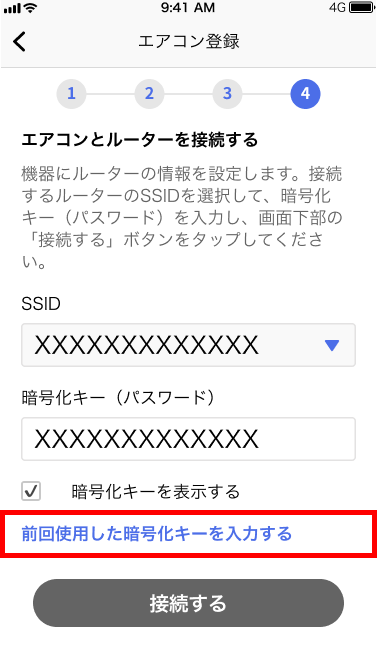 9:41 AM 4G
エアコン登録
1 2 3 4
エアコンとルーターを接続する
機器にルーターの情報を設定します。接続
するルーターのSSIDを選択して、暗号化
キー（パスワード）を入力し、画面下部の
「接続する」ボタンをタップしてくださ
い。
SSID
XXXXXXXXXXXXX
暗号化キー（パスワード）
XXXXXXXXXXXXX
暗号化キーを表示する
前回使用した暗号化キーを入力する
接続する